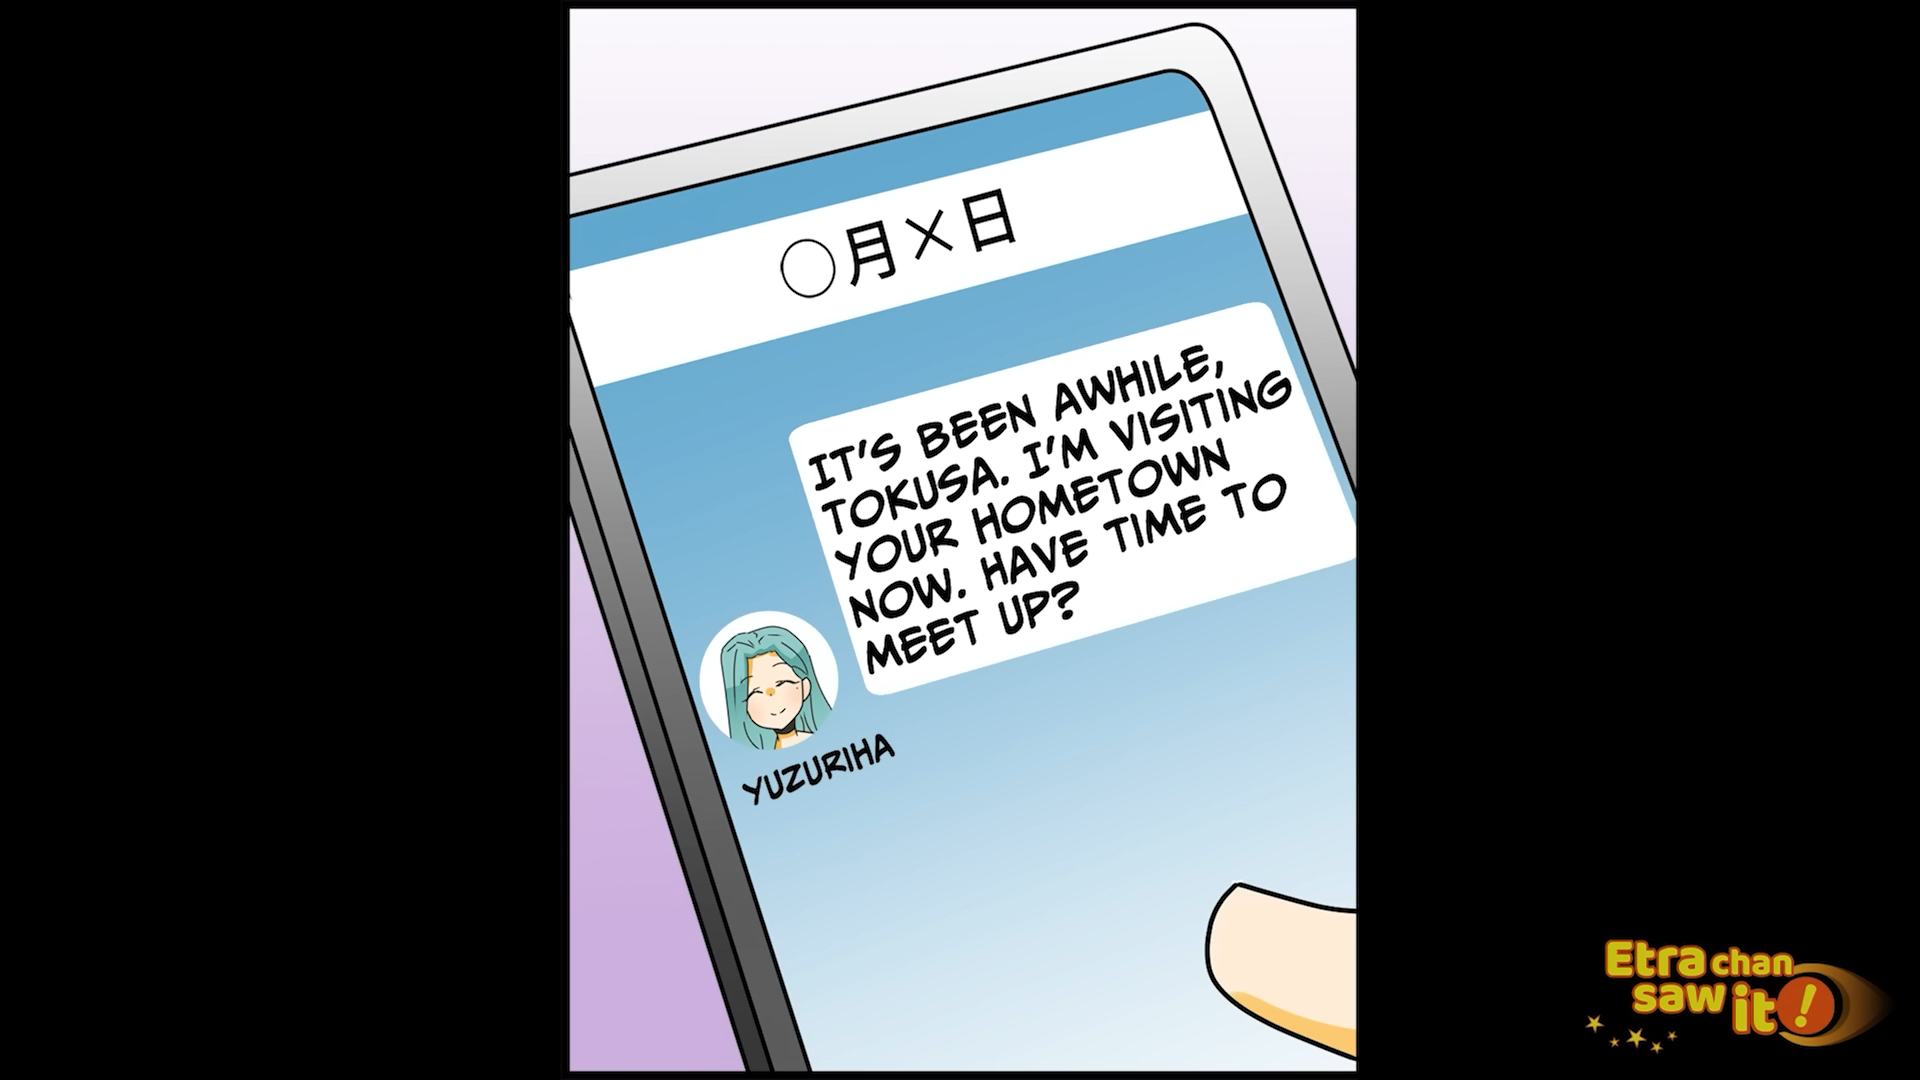 ○月×日
IT'S BEEN AWHILE,
TOKUSA. I'M VISITING
YOUR HOMETOWN
NOW. HAVE TIME TO
MEET UP?
YUZURIHA
Etra chan
saw it!